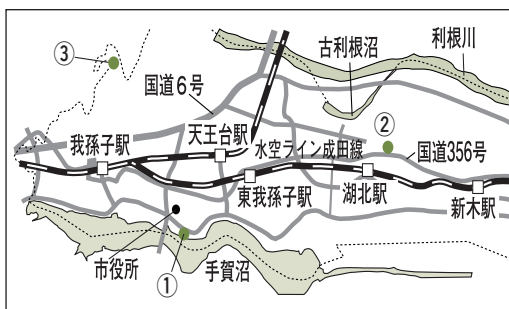 ③
古利根沼
利根川
国道6号
天王台駅
②
我孫子駅
水空ライン成田線
国道356号
東我孫子駅
湖北駅
新木駅
市役所
①
手賀沼